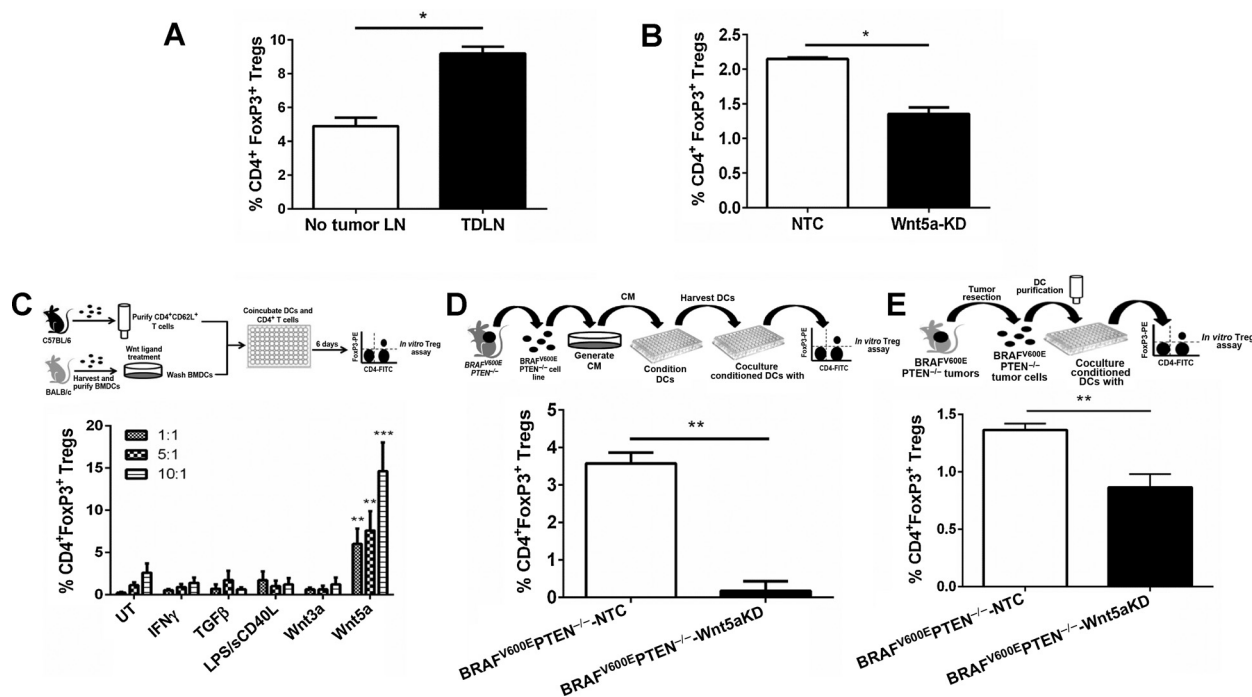 A
*
% CD4+ FoxP3+ Tregs
10
8
6
4
2
0
No tumor LN
TDLN
B
*
% CD4+ FoxP3+ Tregs
2.5
2.0
1.5
1.0
0.5
0.0
NTC
Wnt5a-KD
C
C57BL/6
Purify CD4+CD62L+
T cells
Wnt ligand
treatment
BALB/c
Harvest and
purify BMDCs
Wash BMDCs
Coincubate DCs and
CD4+ T cells
6 days
FoxP3-PE
CD4-FITC
In vitro Treg
assay
% CD4+FoxP3+ Tregs
20
15
10
5
0
1:1
5:1
10:1
**
**
***
UT
IFNγ
TGFβ
LPS/sCD40L
Wnt3a
Wnt5a
D
BRAFV600E
PTEN−/−
BRAFV600E
PTEN−/− cell
line
Generate
CM
CM
Condition
DCs
Harvest DCs
Coculture
conditioned DCs with
FoxP3-PE
CD4-FITC
In vitro Treg
assay
% CD4+FoxP3+ Tregs
5
4
3
2
1
0
**
BRAFV600EPTEN−/−-NTC
BRAFV600EPTEN−/−-Wnt5aKD
E
Tumor
resection
DC
purification
BRAFV600E
PTEN−/− tumors
BRAFV600E
PTEN−/−
tumor cells
Coculture
conditioned
DCs with
FoxP3-PE
CD4-FITC
In vitro Treg
assay
% CD4+FoxP3+ Tregs
1.5
1.0
0.5
0.0
**
BRAFV600EPTEN−/−-NTC
BRAFV600EPTEN−/−-Wnt5aKD